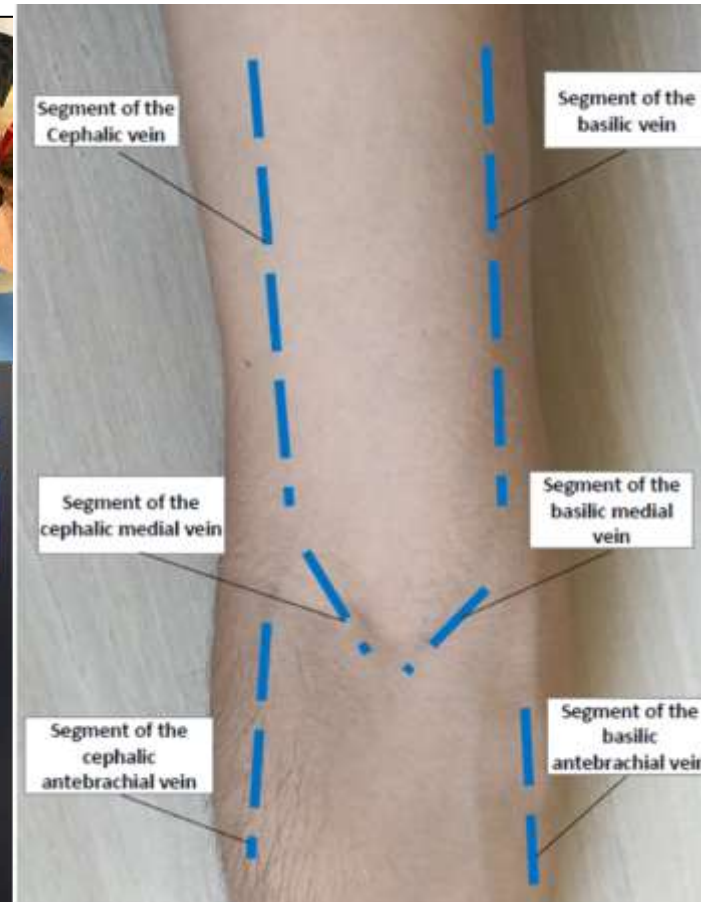 Segment of the
Cephalic vein
Segment of the
basilic vein
Segment of the
cephalic medial vein
Segment of the
basilic medial
vein
Segment of the
cephalic
antebrachial vein
Segment of the
basilic
antebrachial vein